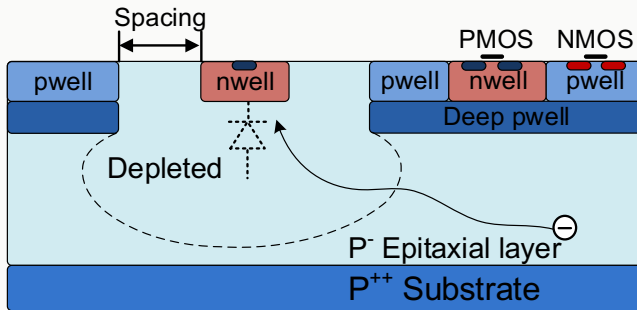 Spacing
PMOS NMOS
pwell nwell pwell nwell pwell
Deep pwell
Depleted
−
P⁻ Epitaxial layer
P⁺⁺ Substrate